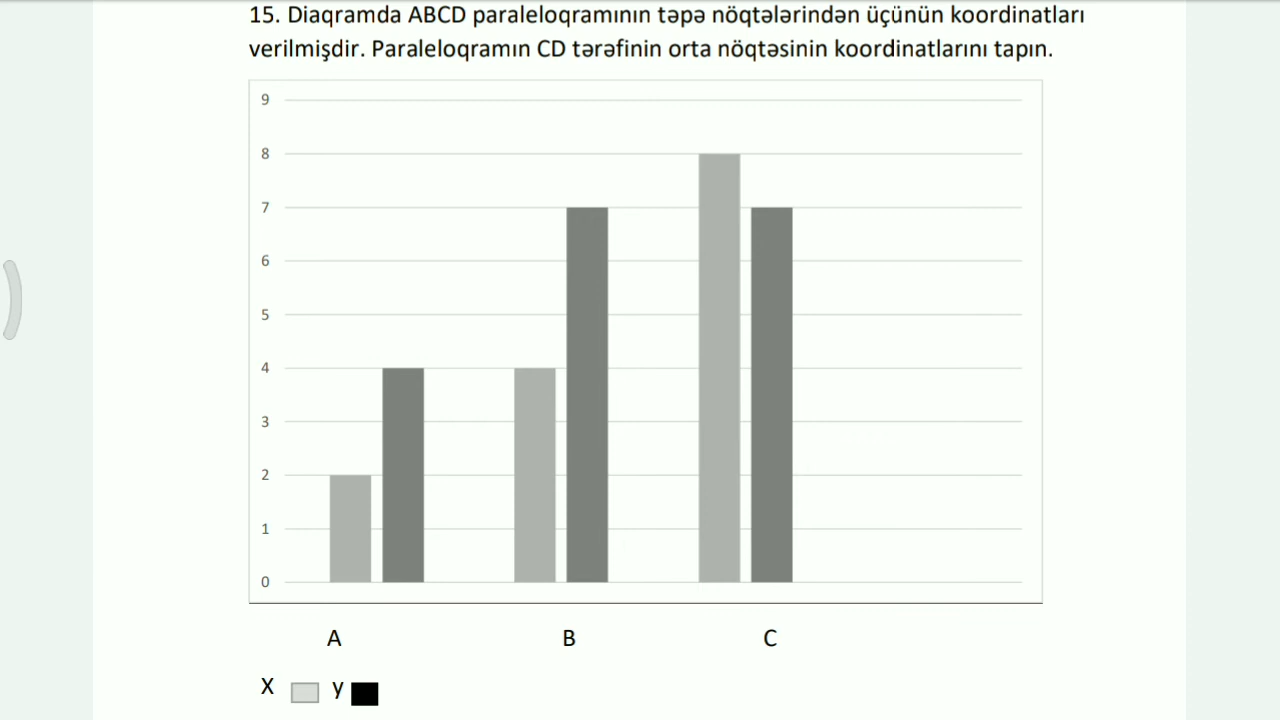 15. Diaqramda ABCD paraleloqramının təpə nöqtələrindən üçünün koordinatları
verilmişdir. Paraleloqramın CD tərəfinin orta nöqtəsinin koordinatlarını tapın.
9
8
7
6
5
4
3
2
1
0
A B C
X y